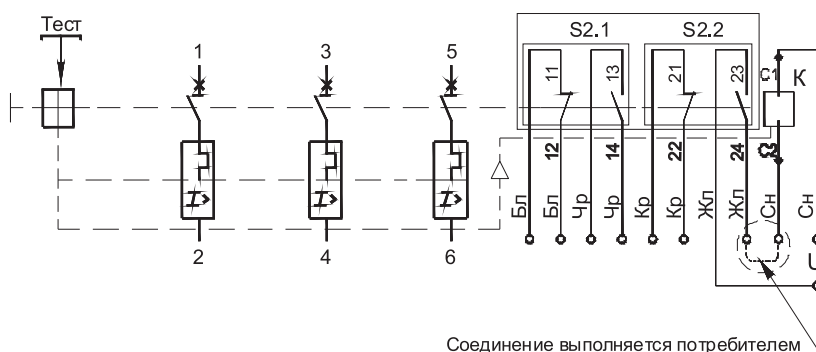 Тест
1
3
5
S2.1
S2.2
11
13
21
23
C1
К
12
14
22
24
Бл
Бл
Чр
Чр
Кр
Кр
Жл
Жл
Сн
Сн
2
4
6
U
Соединение выполняется потребителем